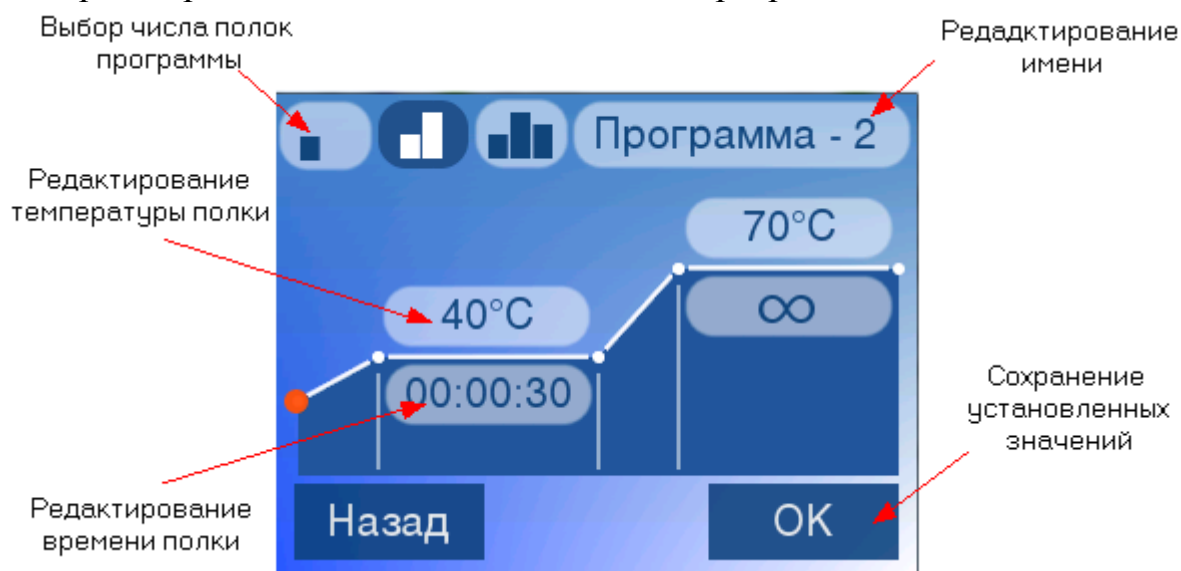 Выбор числа полок
программы
Редадктирование
имени
Программа - 2
Редактирование
температуры полки
70°C
∞
40°C
00:00:30
Сохранение
установленных
значений
Редактирование
времени полки
Назад
OK